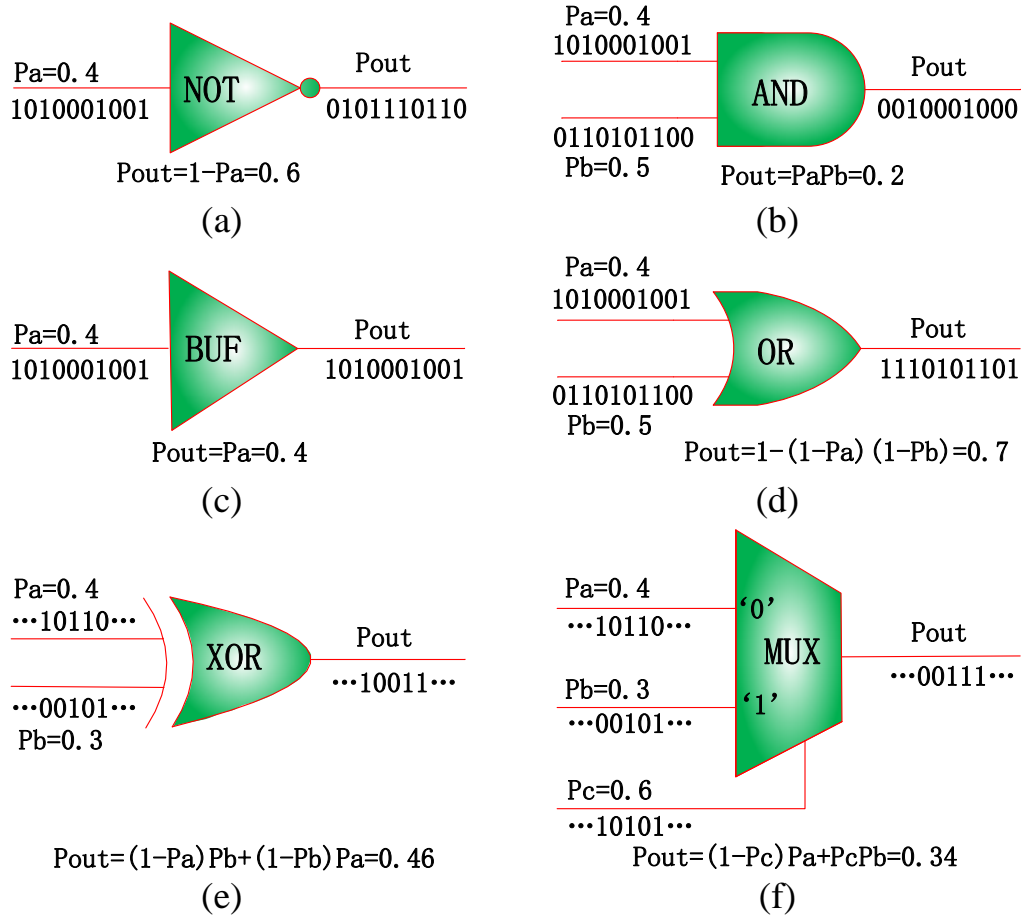 Pa=0.4
1010001001
NOT
Pout
0101110110
Pout=1-Pa=0.6
(a)
Pa=0.4
1010001001
0110101100
Pb=0.5
AND
Pout
0010001000
Pout=PaPb=0.2
(b)
Pa=0.4
1010001001
BUF
Pout
1010001001
Pout=Pa=0.4
(c)
Pa=0.4
1010001001
0110101100
Pb=0.5
OR
Pout
1110101101
Pout=1-(1-Pa)(1-Pb)=0.7
(d)
Pa=0.4
…10110…
…00101…
Pb=0.3
XOR
Pout
…10011…
Pout=(1-Pa)Pb+(1-Pb)Pa=0.46
(e)
Pa=0.4
…10110…
Pb=0.3
…00101…
Pc=0.6
…10101…
‘0’
MUX
‘1’
Pout
…00111…
Pout=(1-Pc)Pa+PcPb=0.34
(f)